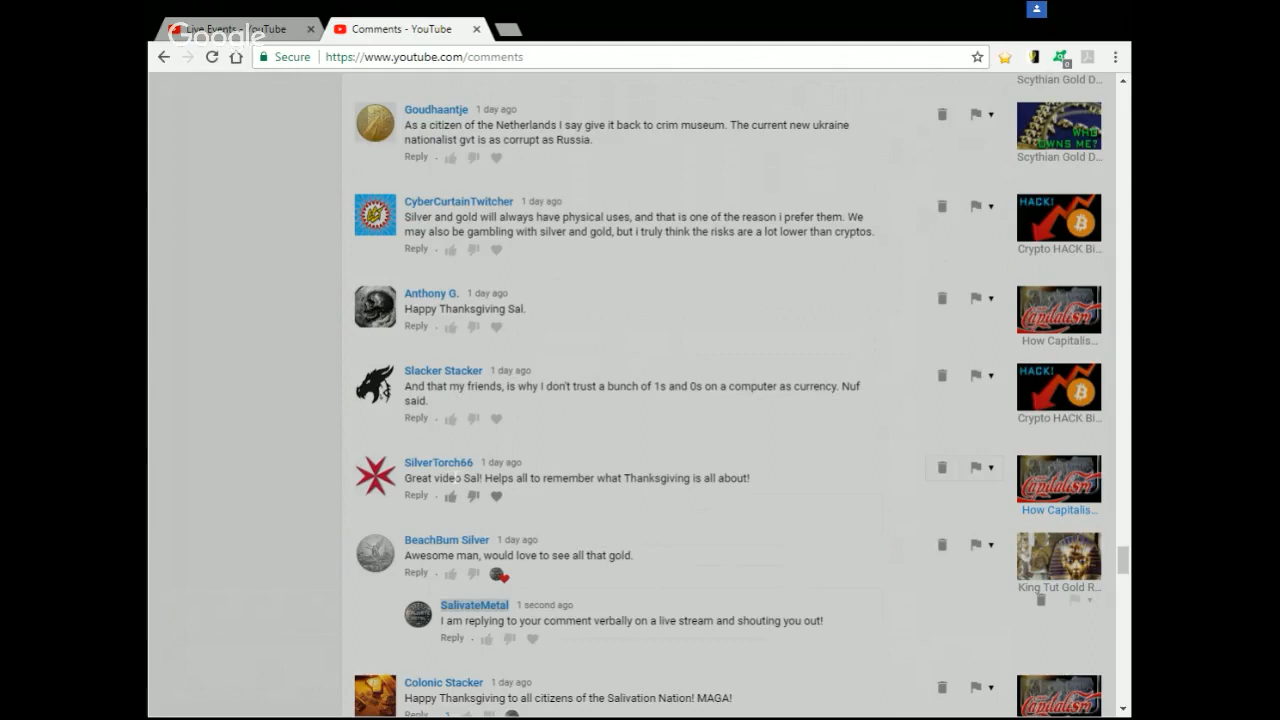 Live Events - YouTube
Comments - YouTube
Google
Secure
https://www.youtube.com/comments
Scythian Gold D...
Goudhaantje 1 day ago
As a citizen of the Netherlands I say give it back to crim museum. The current new ukraine
nationalist gvt is as corrupt as Russia.
Reply
WHO
OWNS ME?
Scythian Gold D...
CyberCurtainTwitcher 1 day ago
Silver and gold will always have physical uses, and that is one of the reason i prefer them. We
may also be gambling with silver and gold, but i truly think the risks are a lot lower than cryptos.
Reply
HACK!
Crypto HACK Bi...
Anthony G. 1 day ago
Happy Thanksgiving Sal.
Reply
Capitalism
How Capitalis...
Slacker Stacker 1 day ago
And that my friends, is why I don't trust a bunch of 1s and 0s on a computer as currency. Nuf
said.
Reply
HACK!
Crypto HACK Bi...
SilverTorch66 1 day ago
Great video Sal! Helps all to remember what Thanksgiving is all about!
Reply
Capitalism
How Capitalis...
BeachBum Silver 1 day ago
Awesome man, would love to see all that gold.
Reply
King Tut Gold R...
SalivateMetal 1 second ago
I am replying to your comment verbally on a live stream and shouting you out!
Reply
Colonic Stacker 1 day ago
Happy Thanksgiving to all citizens of the Salivation Nation! MAGA!
Reply 1
Capitalism